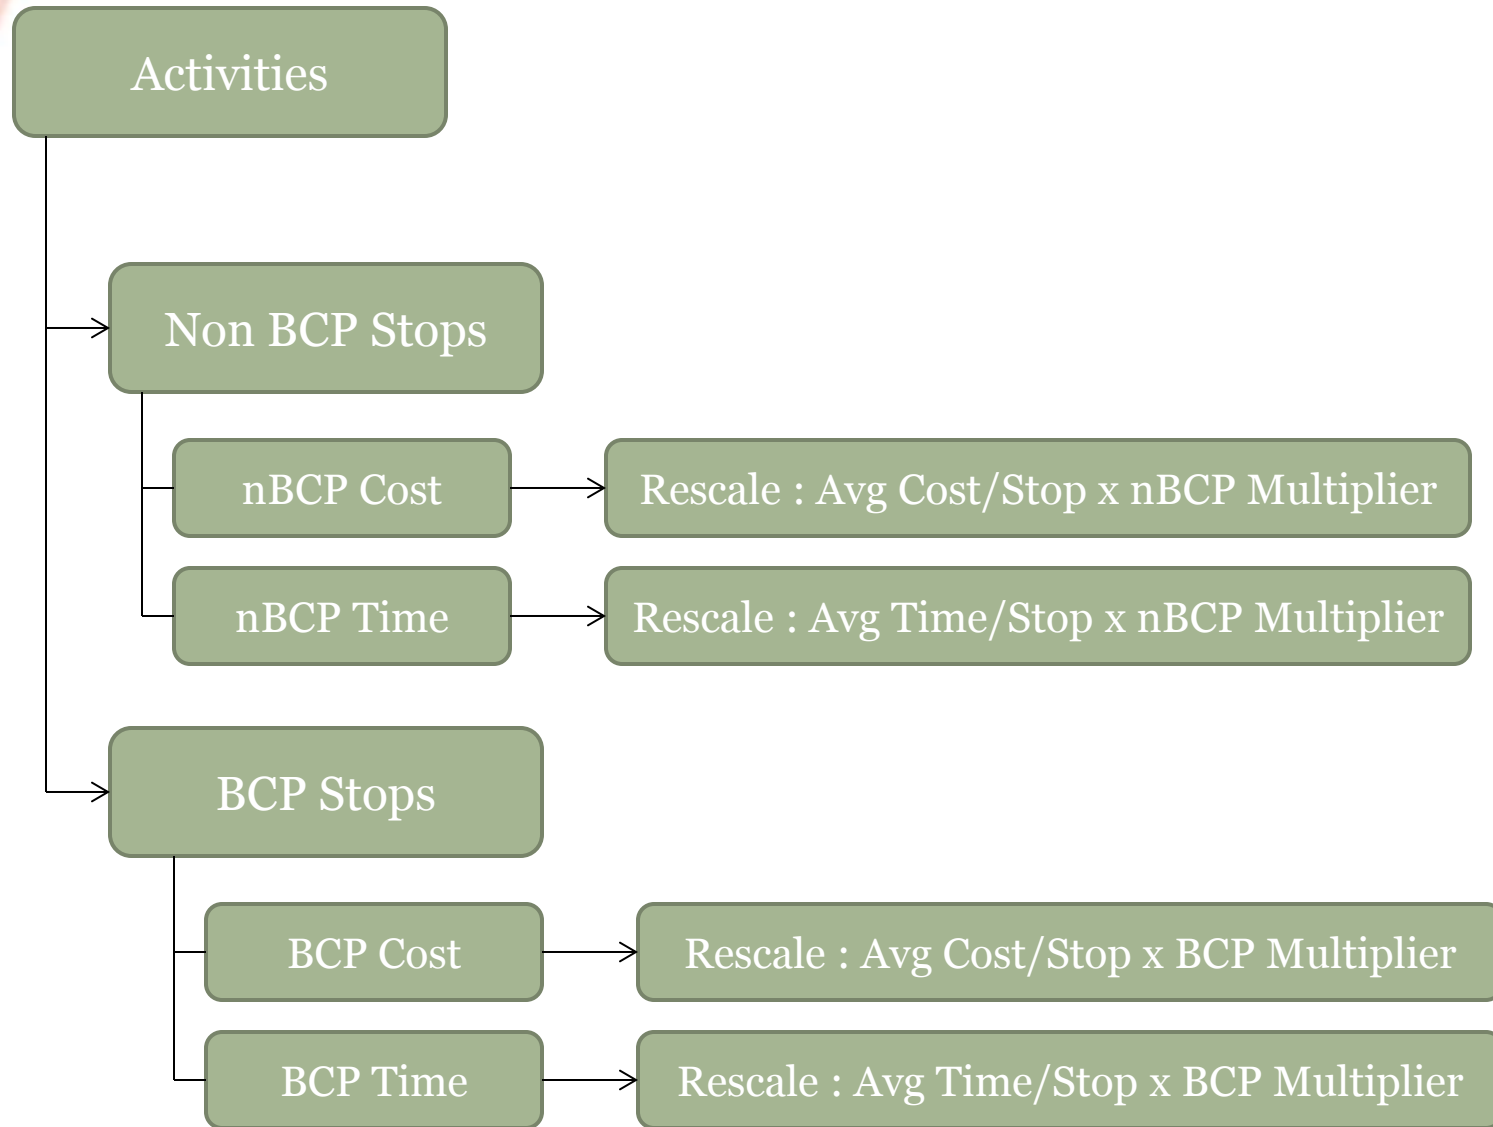 Activities
Non BCP Stops
nBCP Cost
Rescale : Avg Cost/Stop x nBCP Multiplier
nBCP Time
Rescale : Avg Time/Stop x nBCP Multiplier
BCP Stops
BCP Cost
Rescale : Avg Cost/Stop x BCP Multiplier
BCP Time
Rescale : Avg Time/Stop x BCP Multiplier